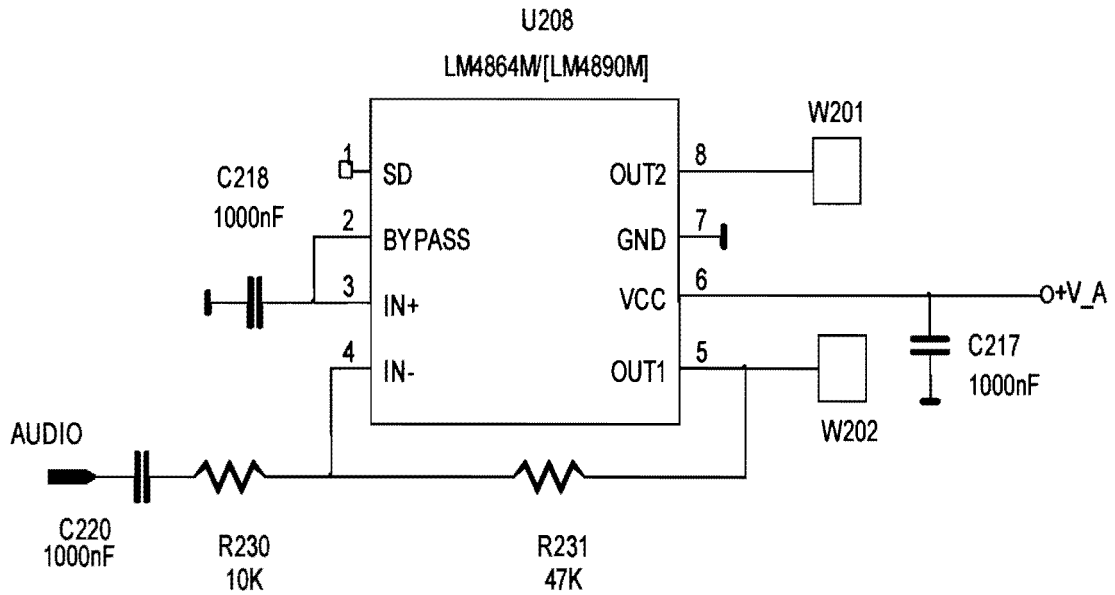 U208
LM4864M/[LM4890M]
W201
1
SD
OUT2
8
C218
1000nF
2
BYPASS
GND
7
3
IN+
VCC
6
+V_A
4
IN-
OUT1
5
C217
1000nF
W202
AUDIO
C220
1000nF
R230
10K
R231
47K